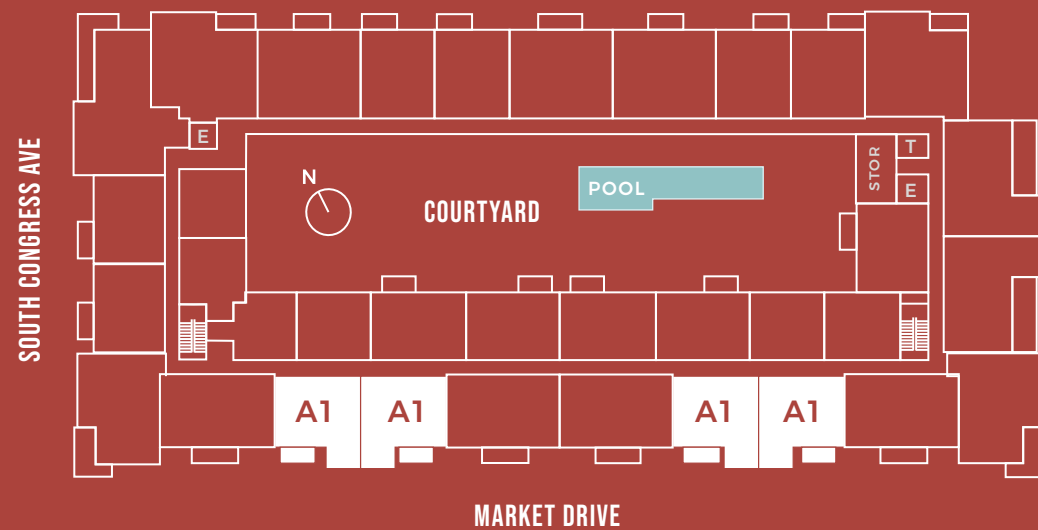 SOUTH CONGRESS AVE
E
N
COURTYARD
POOL
STOR
T
E
A1
A1
A1
A1
MARKET DRIVE